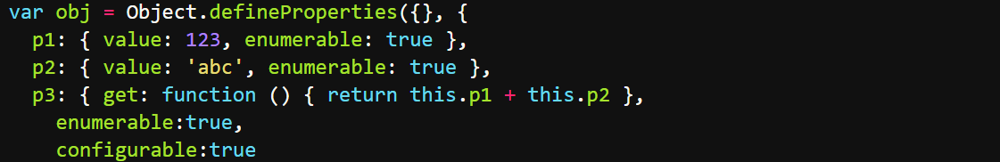 var obj = Object.defineProperties({}, {
  p1: { value: 123, enumerable: true },
  p2: { value: 'abc', enumerable: true },
  p3: { get: function () { return this.p1 + this.p2 },
    enumerable:true,
    configurable:true